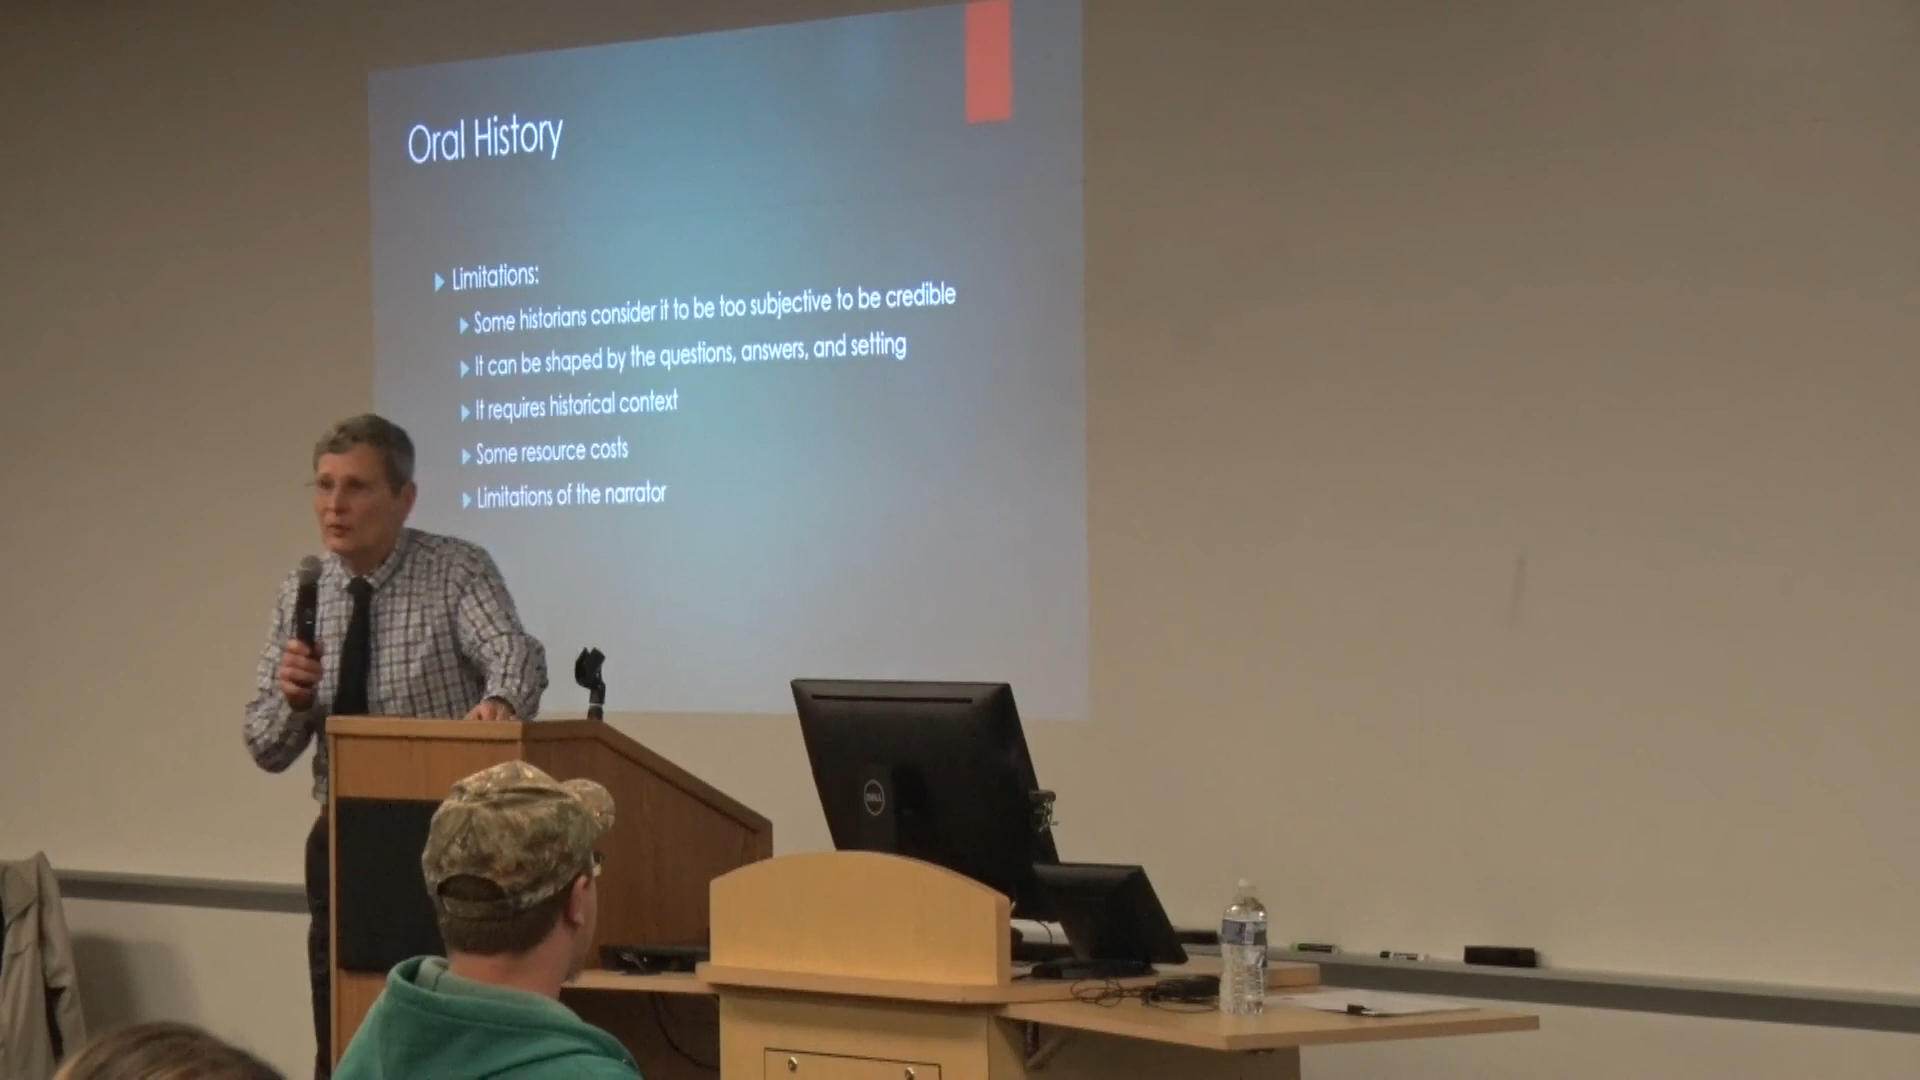 Oral History
Limitations:
Some historians consider it to be too subjective to be credible
It can be shaped by the questions, answers, and setting
It requires historical context
Some resource costs
Limitations of the narrator
DELL